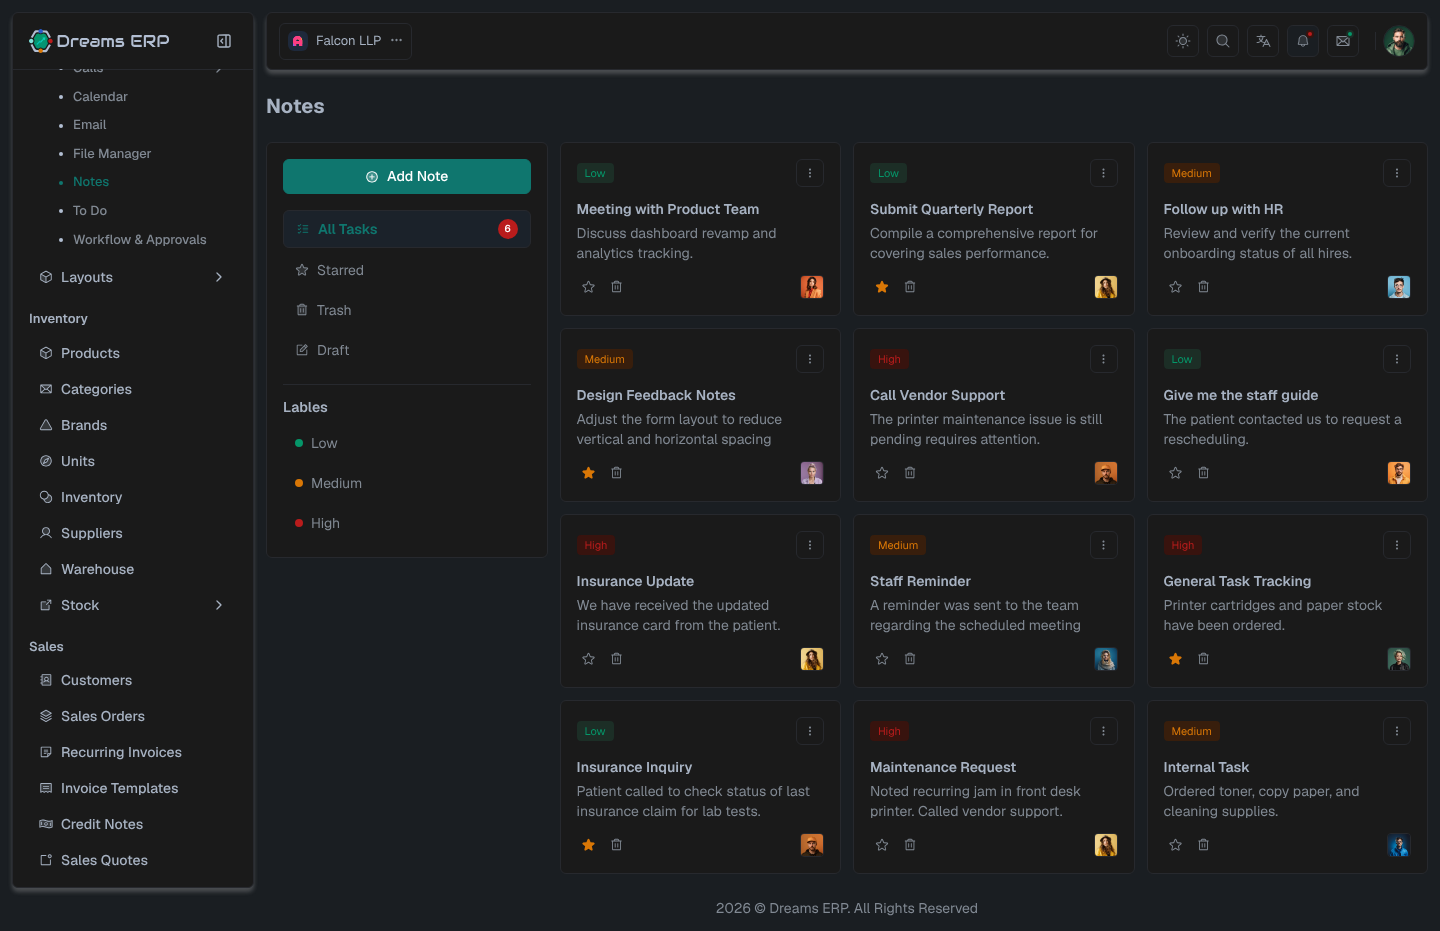 Dreams ERP
Calls
Calendar
Email
File Manager
Notes
To Do
Workflow & Approvals
Layouts
Inventory
Products
Categories
Brands
Units
Inventory
Suppliers
Warehouse
Stock
Sales
Customers
Sales Orders
Recurring Invoices
Invoice Templates
Credit Notes
Sales Quotes
Falcon LLP
Notes
Add Note
All Tasks 6
Starred
Trash
Draft
Lables
Low
Medium
High
Low
Meeting with Product Team
Discuss dashboard revamp and
analytics tracking.
Low
Submit Quarterly Report
Compile a comprehensive report for
covering sales performance.
Medium
Follow up with HR
Review and verify the current
onboarding status of all hires.
Medium
Design Feedback Notes
Adjust the form layout to reduce
vertical and horizontal spacing
High
Call Vendor Support
The printer maintenance issue is still
pending requires attention.
Low
Give me the staff guide
The patient contacted us to request a
rescheduling.
High
Insurance Update
We have received the updated
insurance card from the patient.
Medium
Staff Reminder
A reminder was sent to the team
regarding the scheduled meeting
High
General Task Tracking
Printer cartridges and paper stock
have been ordered.
Low
Insurance Inquiry
Patient called to check status of last
insurance claim for lab tests.
High
Maintenance Request
Noted recurring jam in front desk
printer. Called vendor support.
Medium
Internal Task
Ordered toner, copy paper, and
cleaning supplies.
2026 © Dreams ERP. All Rights Reserved